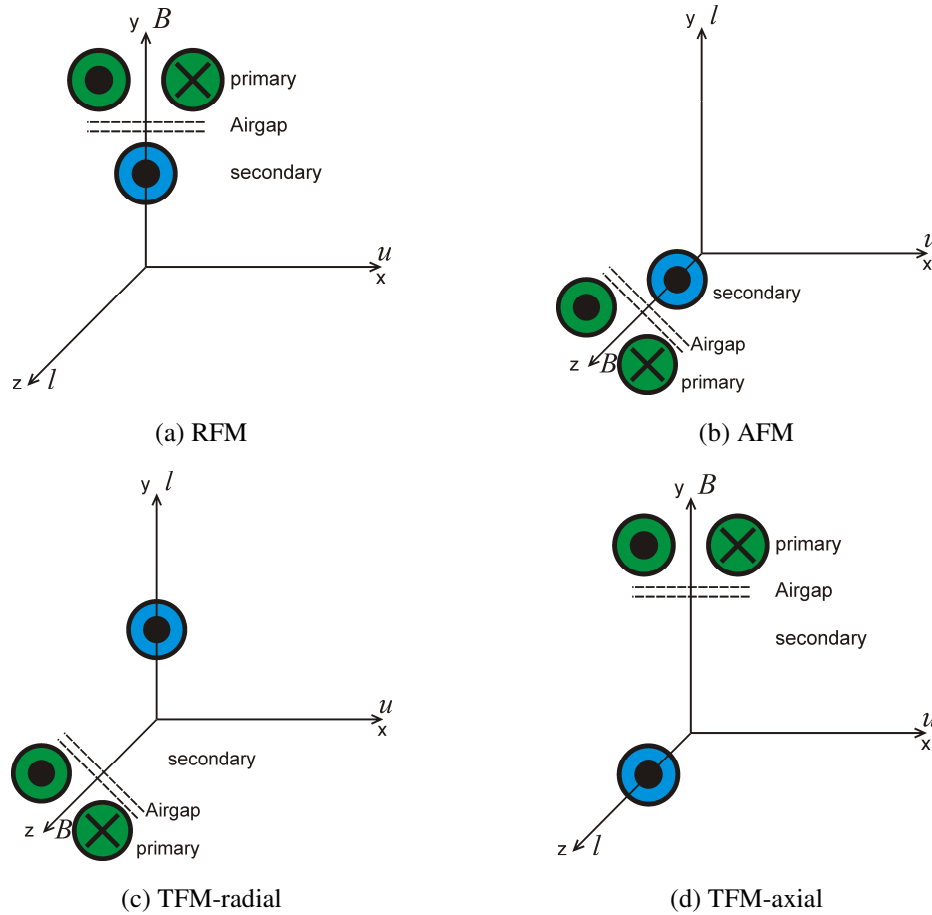 y B
primary
Airgap
secondary
u
x
z l
(a) RFM
y l
u
x
secondary
Airgap
z B
primary
(b) AFM
y l
u
x
secondary
Airgap
z B
primary
(c) TFM-radial
y B
primary
Airgap
secondary
u
x
z l
(d) TFM-axial